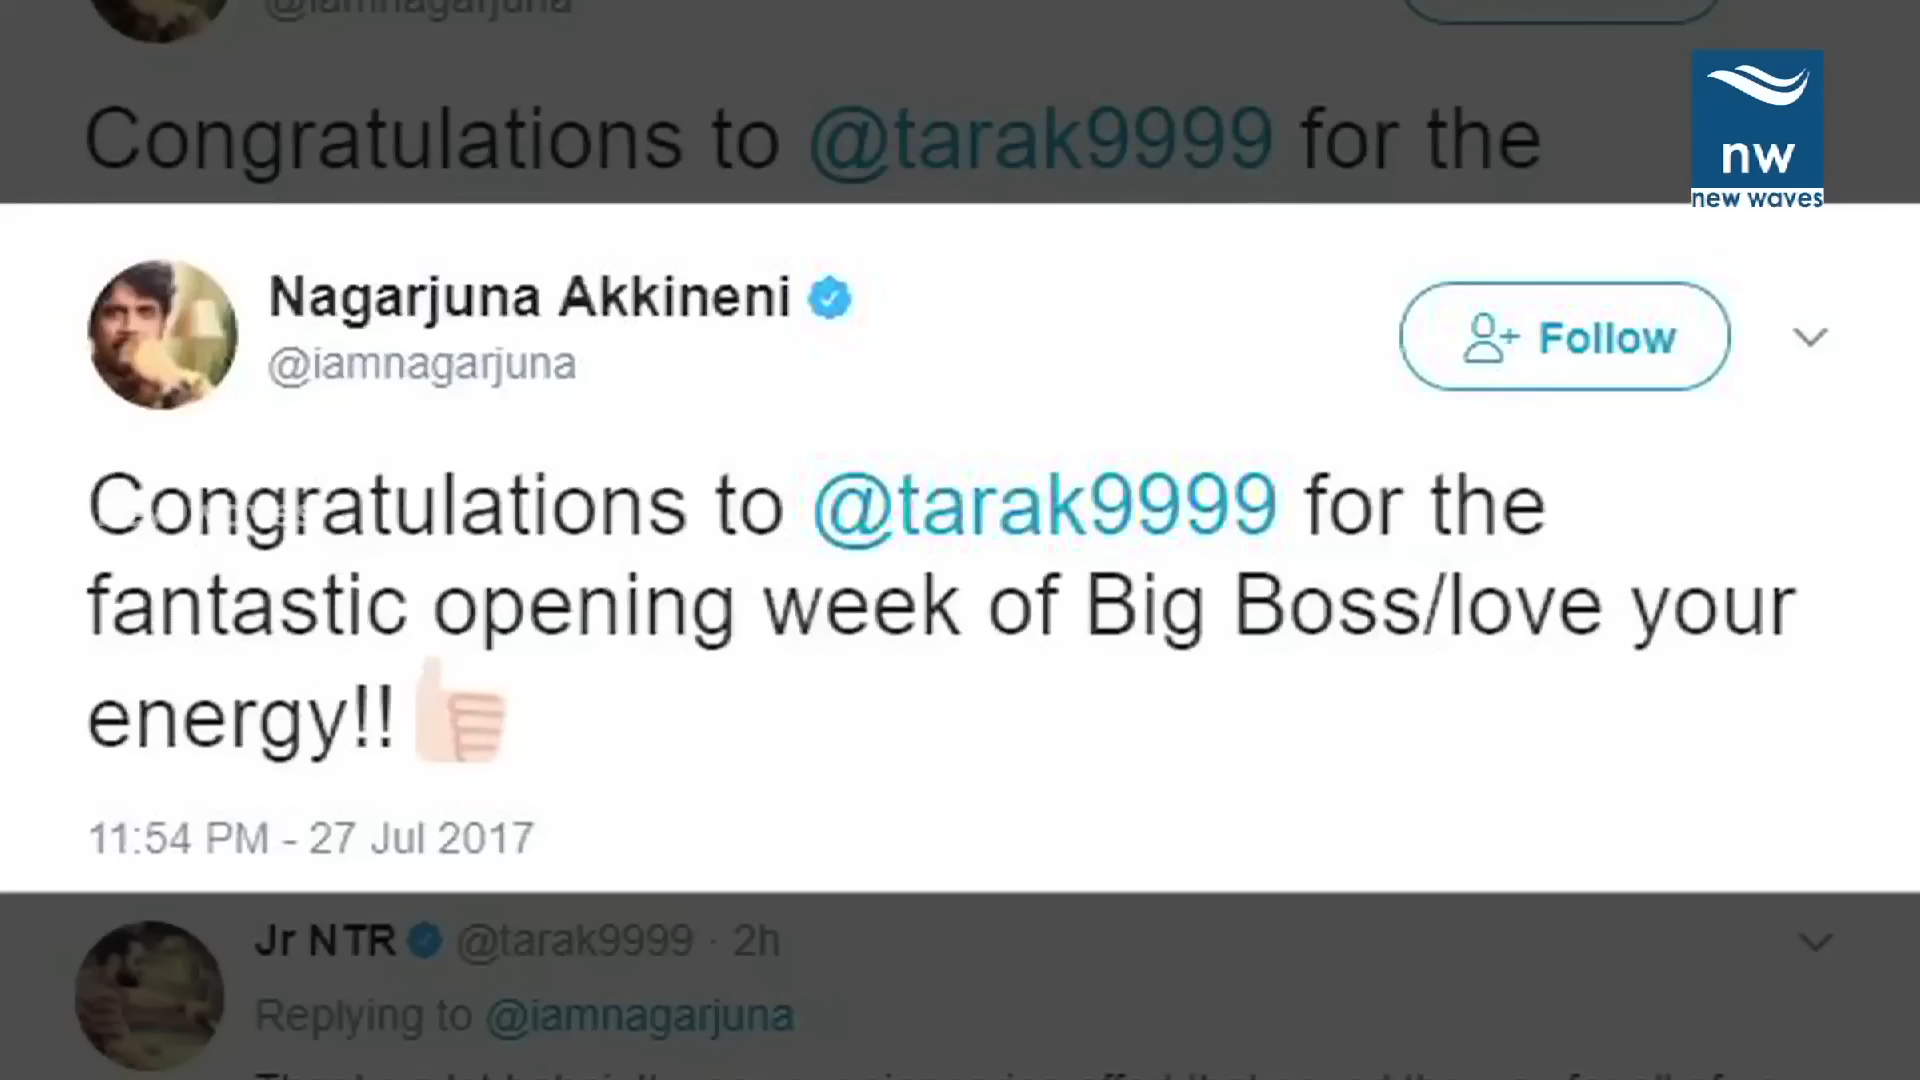 @iamnagarjuna
Congratulations to @tarak9999 for the
nw
new waves
Nagarjuna Akkineni
@iamnagarjuna
Follow
Congratulations to @tarak9999 for the
fantastic opening week of Big Boss/love your
energy!!
11:54 PM - 27 Jul 2017
Jr NTR @tarak9999 · 2h
Replying to @iamnagarjuna